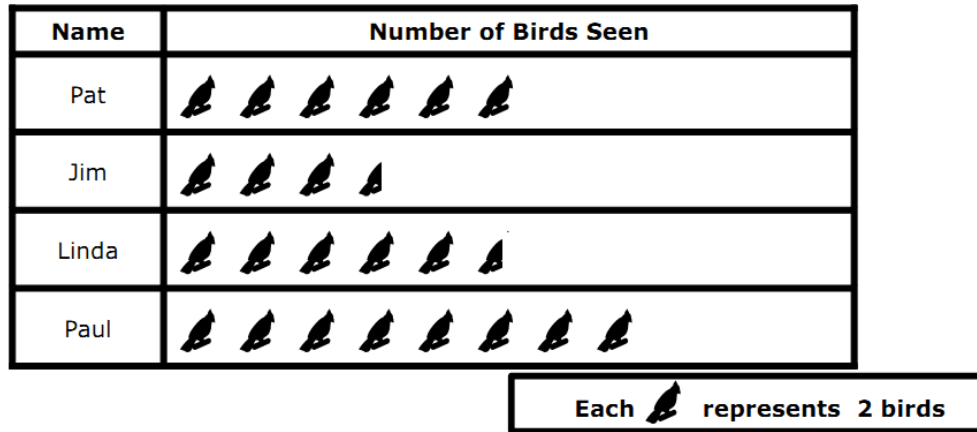 Name Number of Birds Seen
Pat
Jim
Linda
Paul
Each represents 2 birds